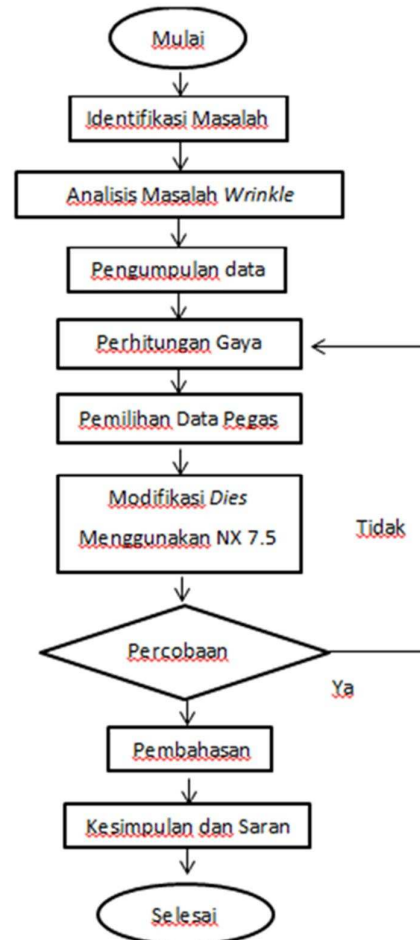 Mulai
Identifikasi Masalah
Analisis Masalah Wrinkle
Pengumpulan data
Perhitungan Gaya
Pemilihan Data Pegas
Modifikasi Dies
Menggunakan NX 7.5
Tidak
Percobaan
Ya
Pembahasan
Kesimpulan dan Saran
Selesai